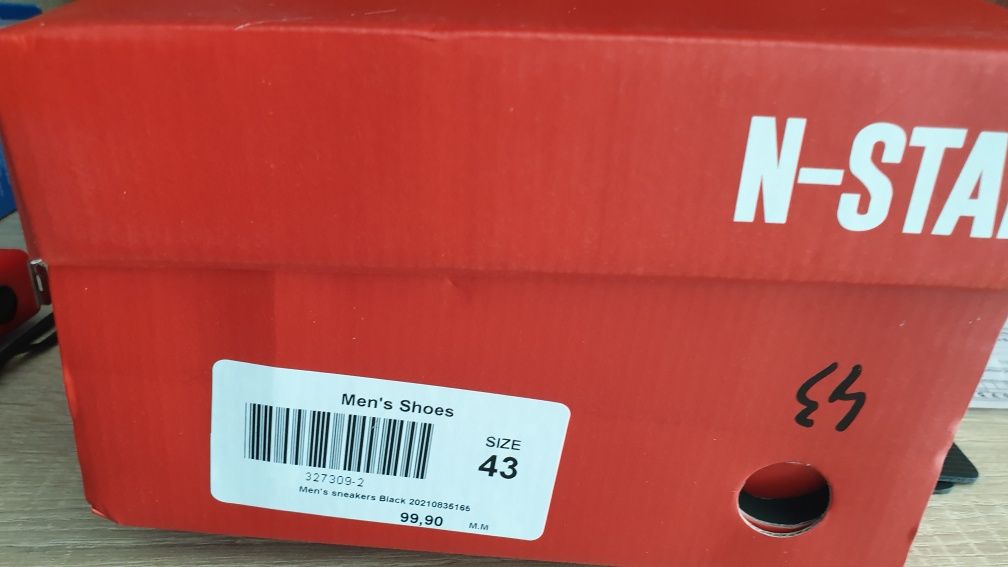 N-STA
Men's Shoes
SIZE
43
327309-2
Men's sneakers Black 20210835165
99,90 M.M
43